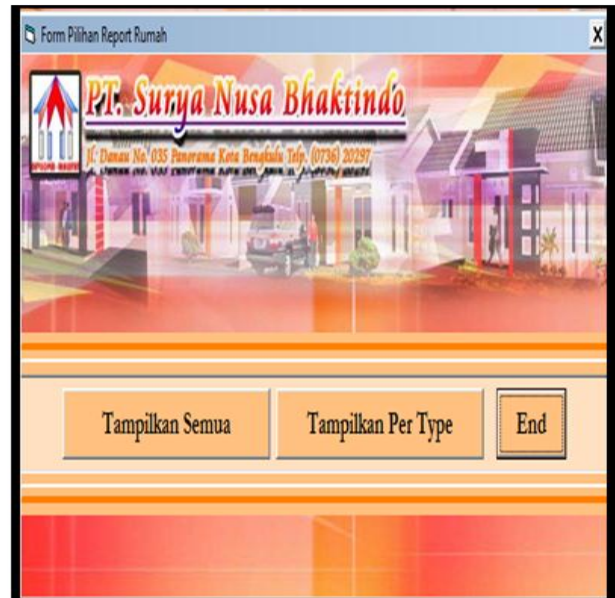 Form Pilihan Report Rumah
X
PT. Surya Nusa Bhaktindo
Jl. Danau No. 035 Panorama Kota Bengkulu Telp. (0736) 20297
Tampilkan Semua
Tampilkan Per Type
End